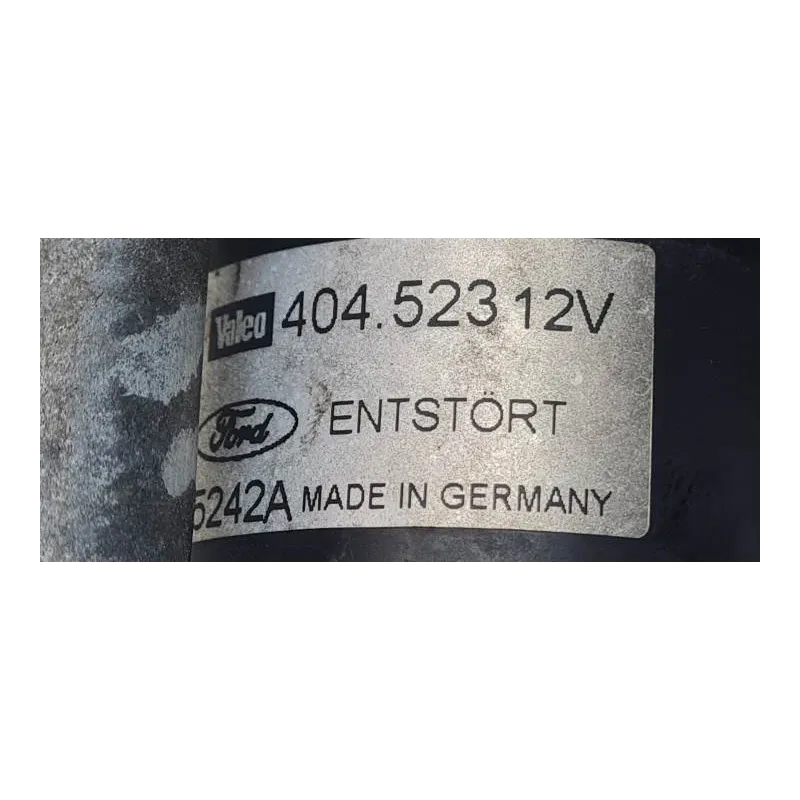 Valeo 404.523 12V
Ford ENTSTÖRT
5242A MADE IN GERMANY